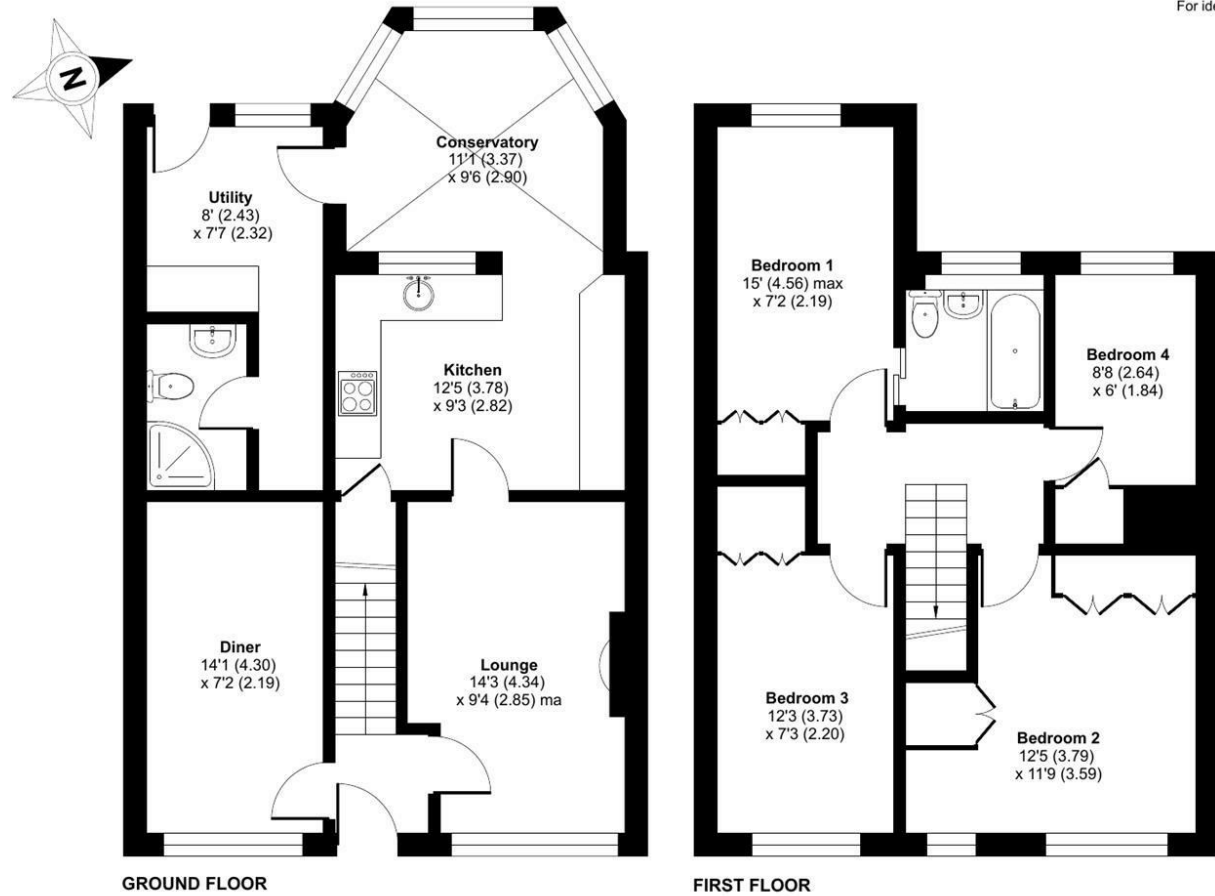 For ide
N
Conservatory
11'1 (3.37)
x 9'6 (2.90)
Utility
8' (2.43)
x 7'7 (2.32)
Kitchen
12'5 (3.78)
x 9'3 (2.82)
Diner
14'1 (4.30)
x 7'2 (2.19)
Lounge
14'3 (4.34)
x 9'4 (2.85) ma
GROUND FLOOR
Bedroom 1
15' (4.56) max
x 7'2 (2.19)
Bedroom 4
8'8 (2.64)
x 6' (1.84)
Bedroom 3
12'3 (3.73)
x 7'3 (2.20)
Bedroom 2
12'5 (3.79)
x 11'9 (3.59)
FIRST FLOOR